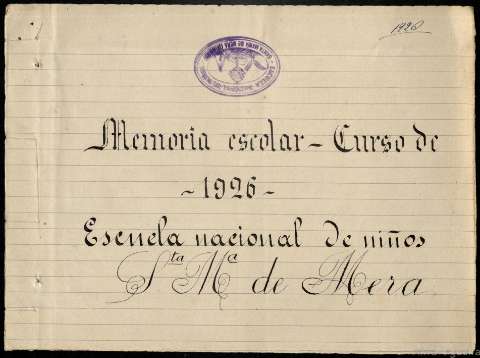 1926
Memoria escolar - Curso de
- 1926 -
Escuela nacional de niños
Sta Mª de Mera